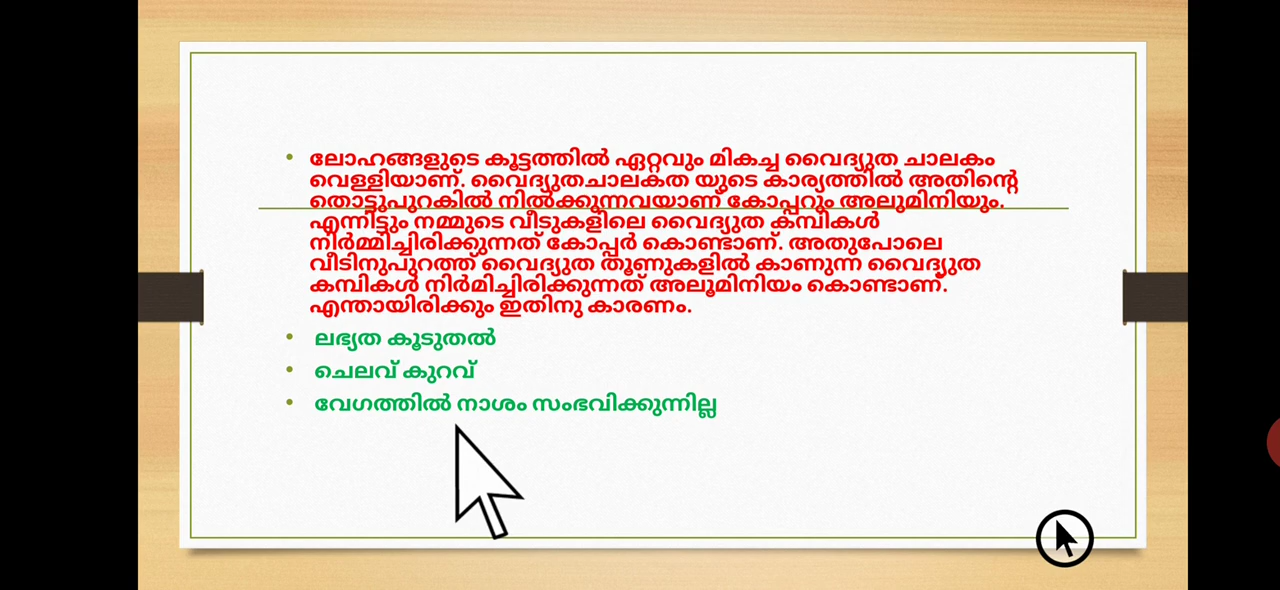 ലോഹങ്ങളുടെ കൂട്ടത്തിൽ ഏറ്റവും മികച്ച വൈദ്യുത ചാലകം
വെള്ളിയാണ്. വൈദ്യുതചാലകത യുടെ കാര്യത്തിൽ അതിന്റെ
തൊട്ടുപുറകിൽ നിൽക്കുന്നവയാണ് കോപ്പറും അലുമിനിയും.
എന്നിട്ടും നമ്മുടെ വീടുകളിലെ വൈദ്യുത കമ്പികൾ
നിർമ്മിച്ചിരിക്കുന്നത് കോപ്പർ കൊണ്ടാണ്. അതുപോലെ
വീടിനുപുറത്ത് വൈദ്യുത തൂണുകളിൽ കാണുന്ന വൈദ്യുത
കമ്പികൾ നിർമിച്ചിരിക്കുന്നത് അലൂമിനിയം കൊണ്ടാണ്.
എന്തായിരിക്കും ഇതിനു കാരണം.
ലഭ്യത കൂടുതൽ
ചെലവ് കുറവ്
വേഗത്തിൽ നാശം സംഭവിക്കുന്നില്ല